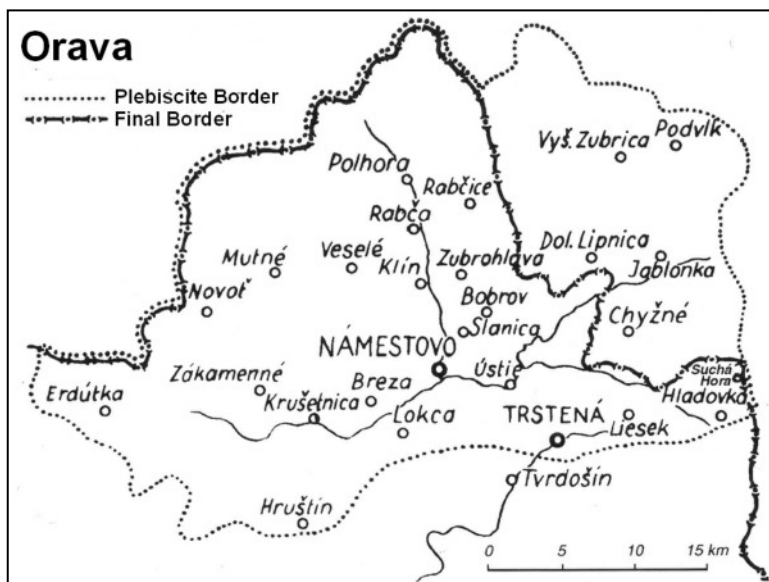 Orava
Plebiscite Border
Final Border
Vyš. Zubrica
Podvĺk
Polhora
Rabčice
Rabča
Mutné
Veselé
Klín
Zubrohlava
Dol. Lipnica
Jablonka
Novoť
Bobrov
Slanica
Chyžné
NÁMESTOVO
Ústie
Suchá
Hora
Erdútka
Zákamenné
Krušetnica
Breza
Lokca
TRSTENÁ
Liesek
Hladovka
Tvrdošín
Hruštín
0 5 10 15 km